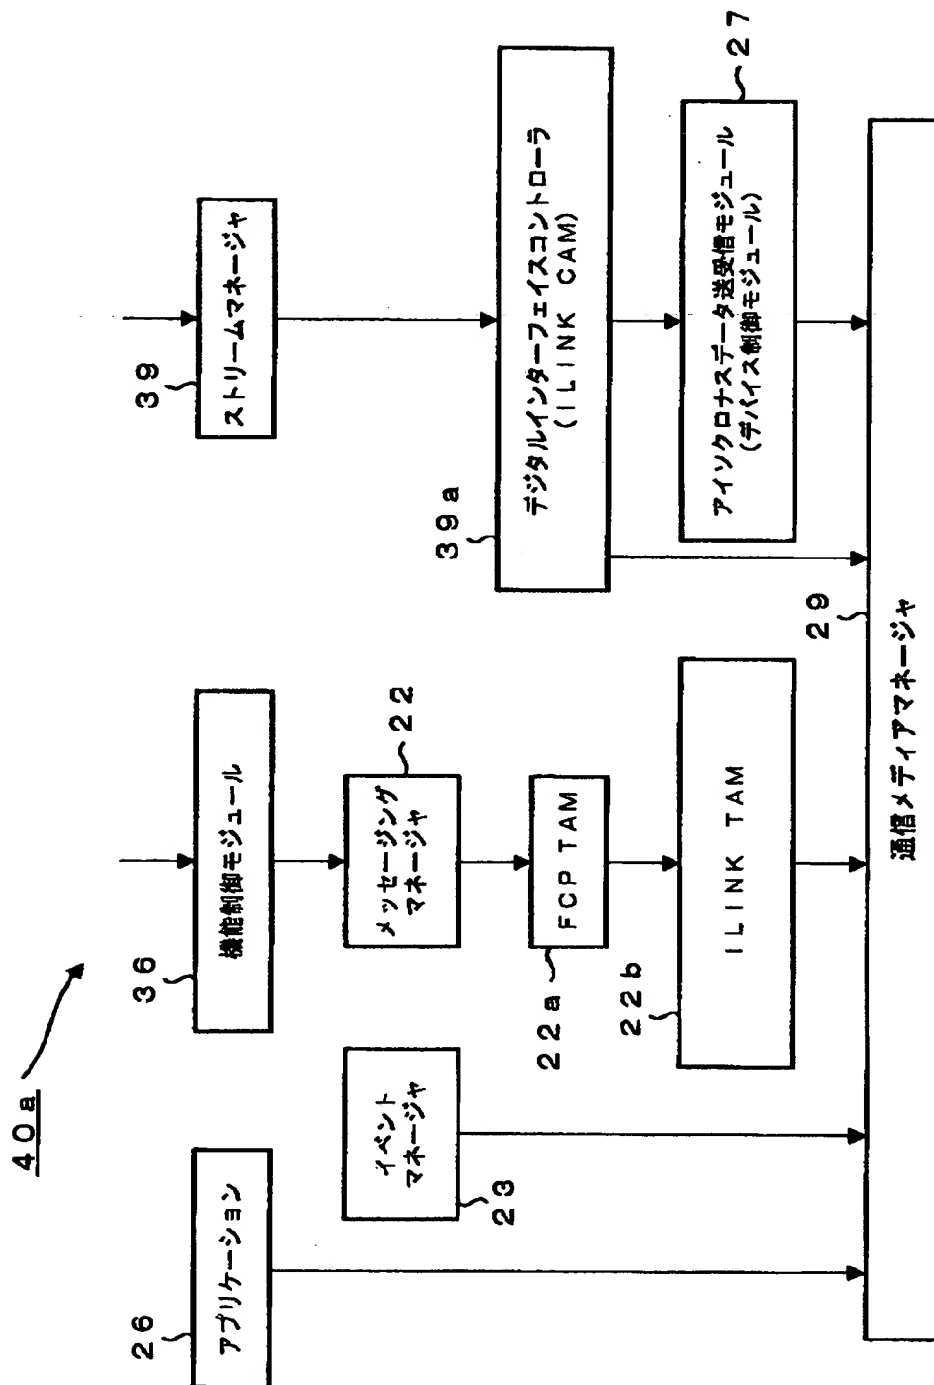 40a
26
アプリケーション
36
機能制御モジュール
39
ストリームマネージャ
イベント
マネージャ
23
メッセージング
マネージャ
22
FCP TAM
22a
39a
デジタルインターフェイスコントローラ
(ILINK CAM)
22b
ILINK TAM
アイソクロナスデータ送受信モジュール
(デバイス制御モジュール)
27
29
通信メディアマネージャ